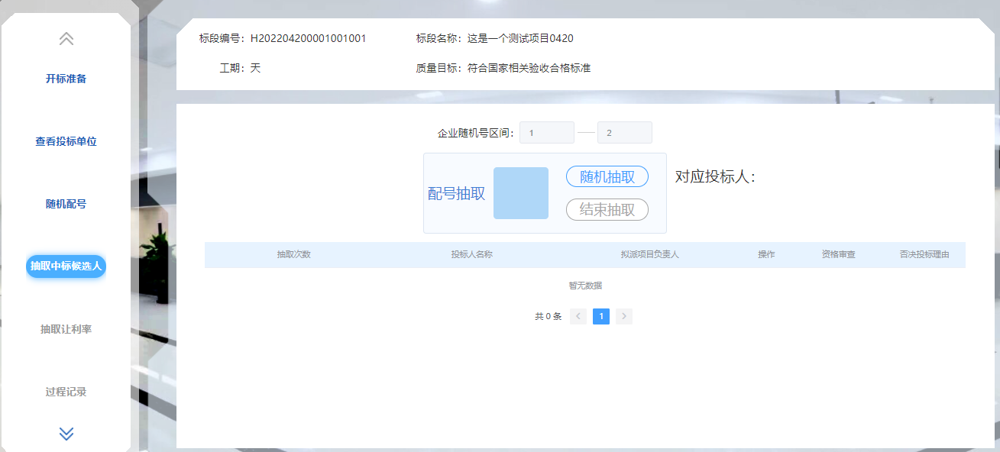 开标准备
查看投标单位
随机配号
抽取中标候选人
抽取让利率
过程记录
标段编号：H202204200001001001
标段名称：这是一个测试项目0420
工期：天
质量目标：符合国家相关验收合格标准
企业随机号区间：1 — 2
配号抽取
随机抽取
结束抽取
对应投标人：
抽取次数 投标人名称 拟派项目负责人 操作 资格审查 否决投标理由
暂无数据
共 0 条 < 1 >